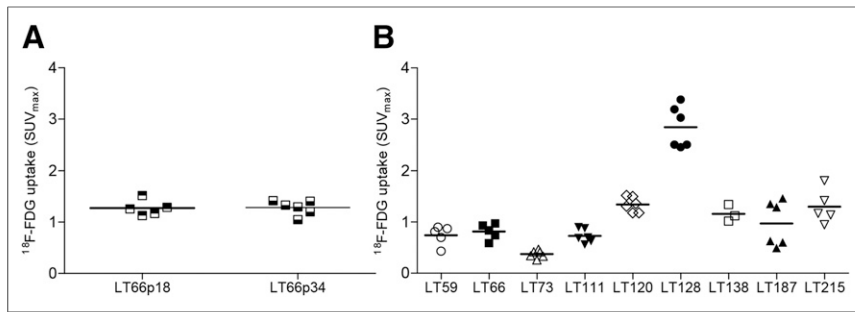 A
¹⁸F-FDG uptake (SUVmax)
4
3
2
1
0
LT66p18 LT66p34
B
¹⁸F-FDG uptake (SUVmax)
4
3
2
1
0
LT59 LT66 LT73 LT111 LT120 LT128 LT138 LT187 LT215